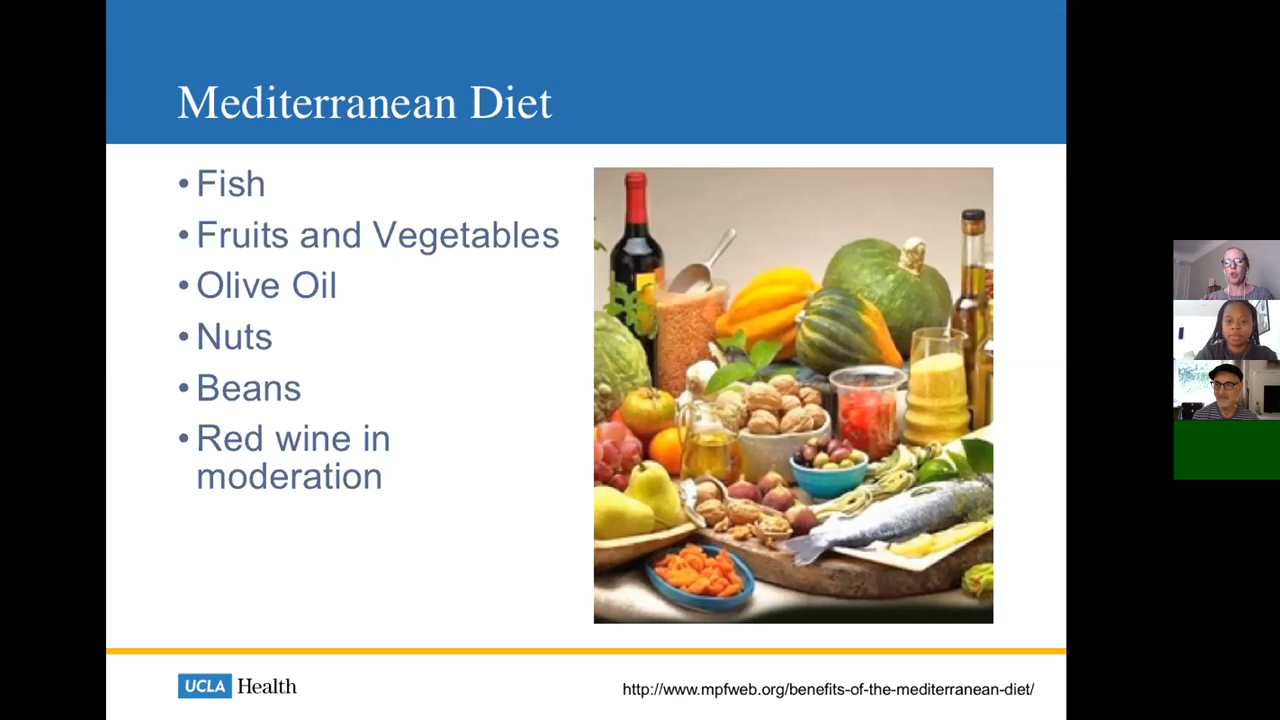 Mediterranean Diet
• Fish
• Fruits and Vegetables
• Olive Oil
• Nuts
• Beans
• Red wine in
moderation
UCLA Health
http://www.mpfweb.org/benefits-of-the-mediterranean-diet/